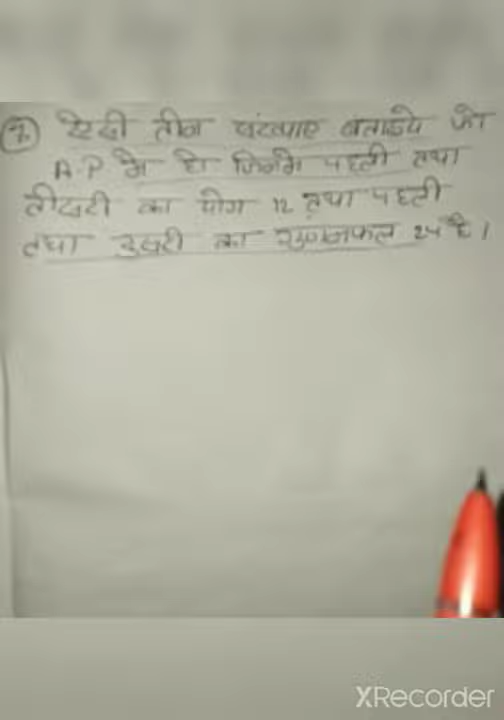 (7) ऐसी तीन संख्याए बताइये जो
A.P मे हो जिनमे पहली तथा
तीसरी का योग 12 तथा पहली
तथा दुसरी का गुणनफल 24 है।
XRecorder